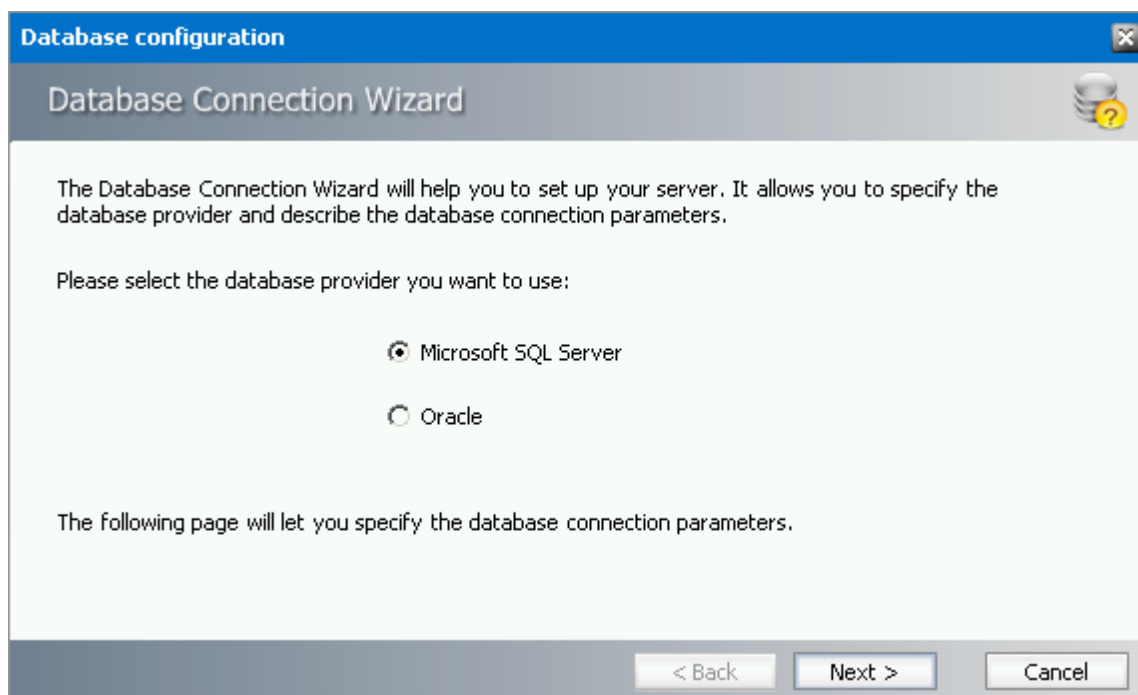 Database configuration
Database Connection Wizard
?
The Database Connection Wizard will help you to set up your server. It allows you to specify the
database provider and describe the database connection parameters.
Please select the database provider you want to use:
Microsoft SQL Server
Oracle
The following page will let you specify the database connection parameters.
< Back
Next >
Cancel